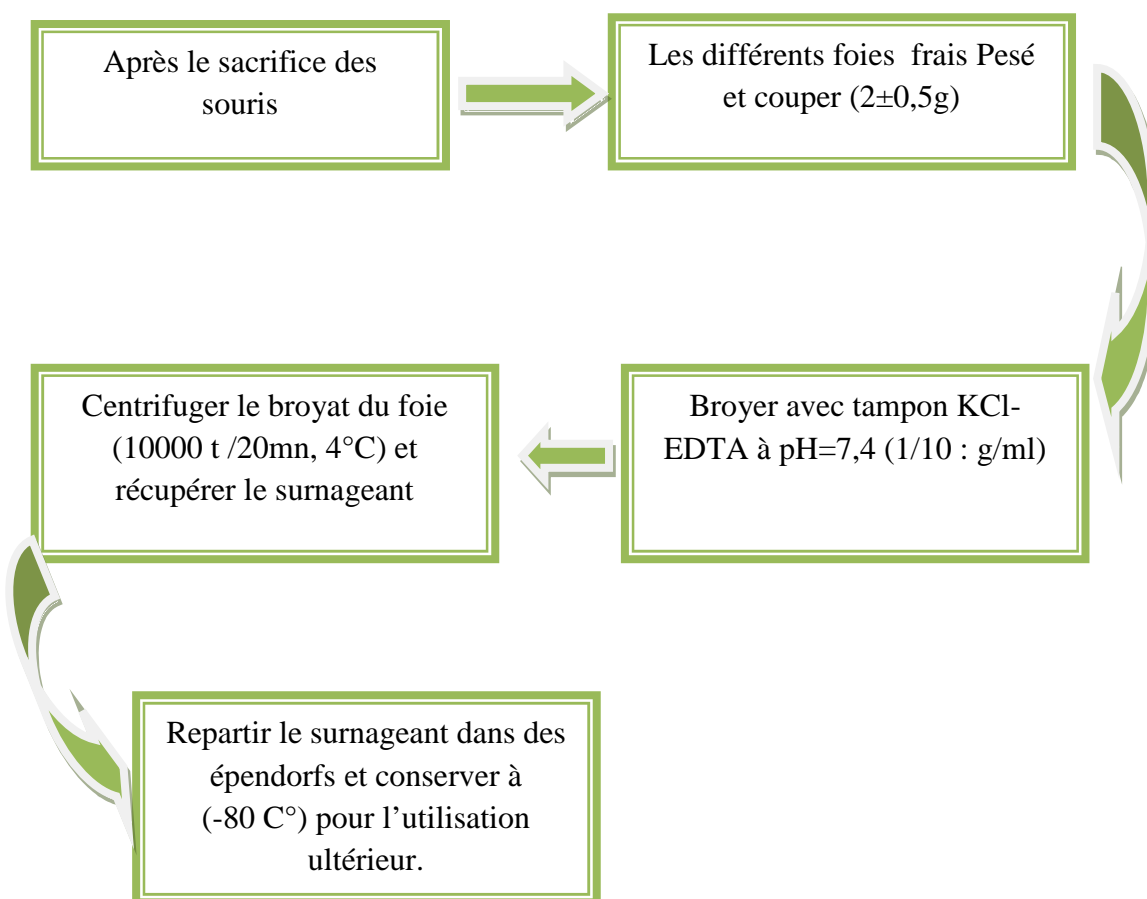 Après le sacrifice des
souris
Les différents foies  frais Pesé
et couper (2±0,5g)
Broyer avec tampon KCl-
EDTA à pH=7,4 (1/10 : g/ml)
Centrifuger le broyat du foie
(10000 t /20mn, 4°C) et
récupérer le surnageant
Repartir le surnageant dans des
épendorfs et conserver à
(-80 C°) pour l’utilisation
ultérieur.